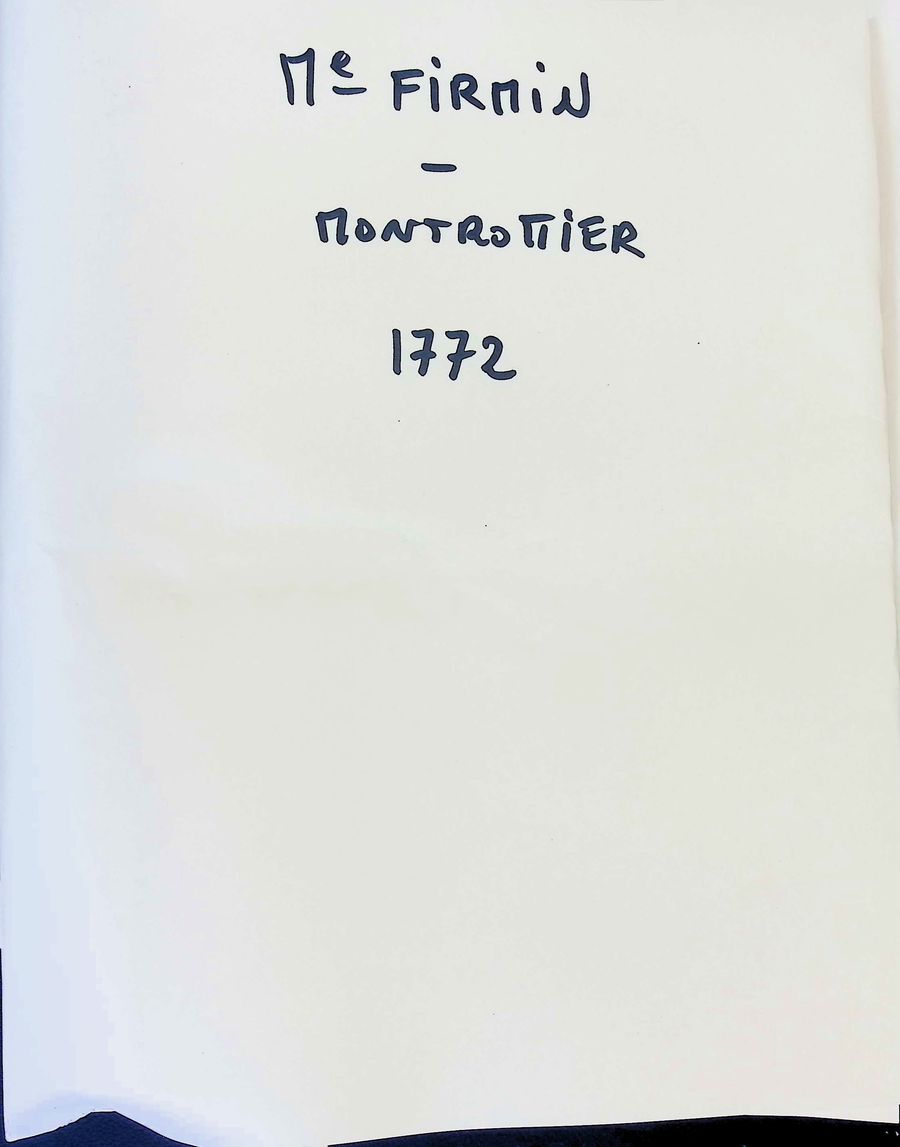 Me FIRMIN
-
MONTROTTIER
1772